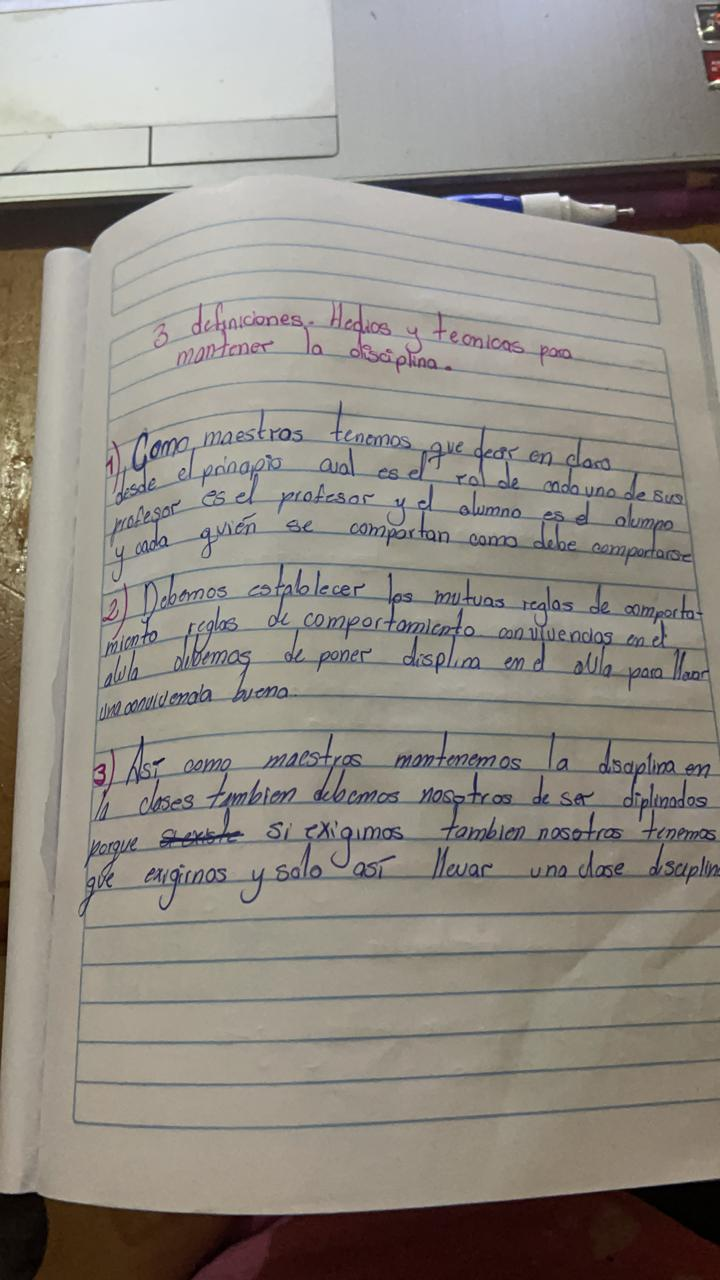 3 definiciones. Medios y tecnicas para
mantener la disciplina.
1) Como maestros tenemos que decir en claro
desde el principio cual es el rol de cada uno de sus
profesor es el profesor y el alumno es el alumno
y cada quién se comportan como debe comportarse
2) Debemos establecer las mutuas reglas de comporta-
miento reglas de comportamiento convivendos en el
alula debemos de poner displina en el alula para llevar
una convidencia buena.
3) Así como maestros mantenemos la disciplina en
la clases tambien debemos nosotros de ser diplinados
porque si exigimos tambien nosotros tenemos
que exigirnos y solo así llevar una clase disciplin